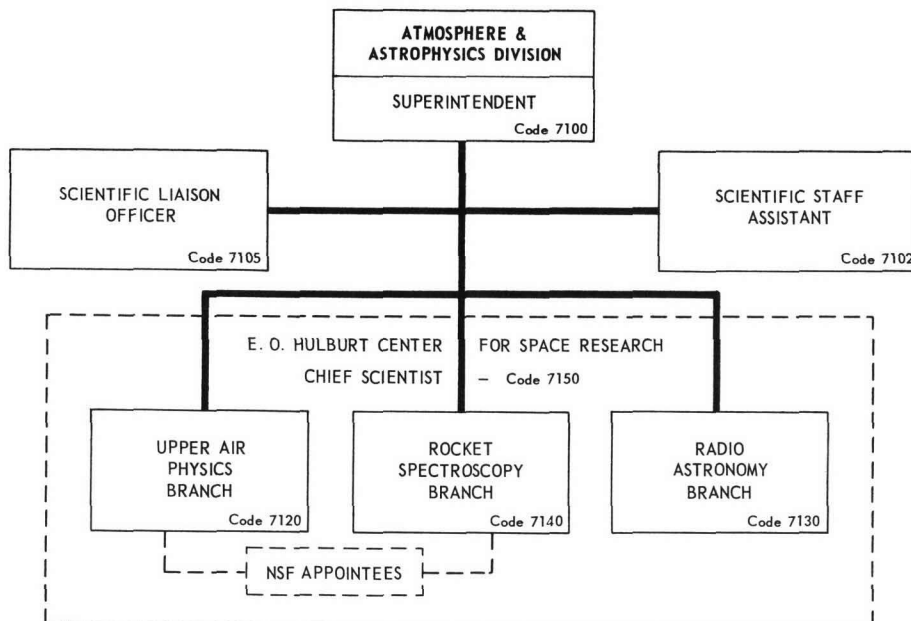 ATMOSPHERE &
ASTROPHYSICS DIVISION
SUPERINTENDENT
Code 7100
SCIENTIFIC LIAISON
OFFICER
Code 7105
SCIENTIFIC STAFF
ASSISTANT
Code 7102
E. O. HULBURT CENTER FOR SPACE RESEARCH
CHIEF SCIENTIST – Code 7150
UPPER AIR
PHYSICS
BRANCH
Code 7120
ROCKET
SPECTROSCOPY
BRANCH
Code 7140
RADIO
ASTRONOMY
BRANCH
Code 7130
NSF APPOINTEES